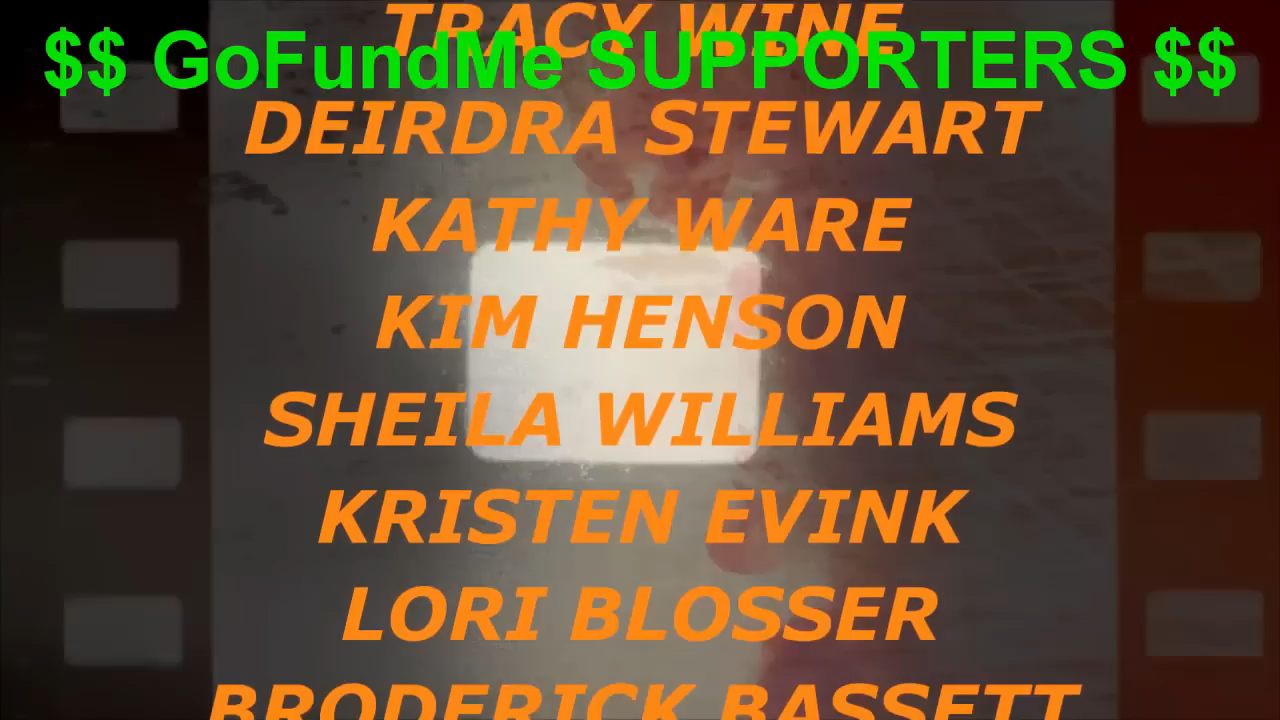 TRACY WINE
$$ GoFundMe SUPPORTERS $$
DEIRDRA STEWART
KATHY WARE
KIM HENSON
SHEILA WILLIAMS
KRISTEN EVINK
LORI BLOSSER
BRODERICK BASSETT